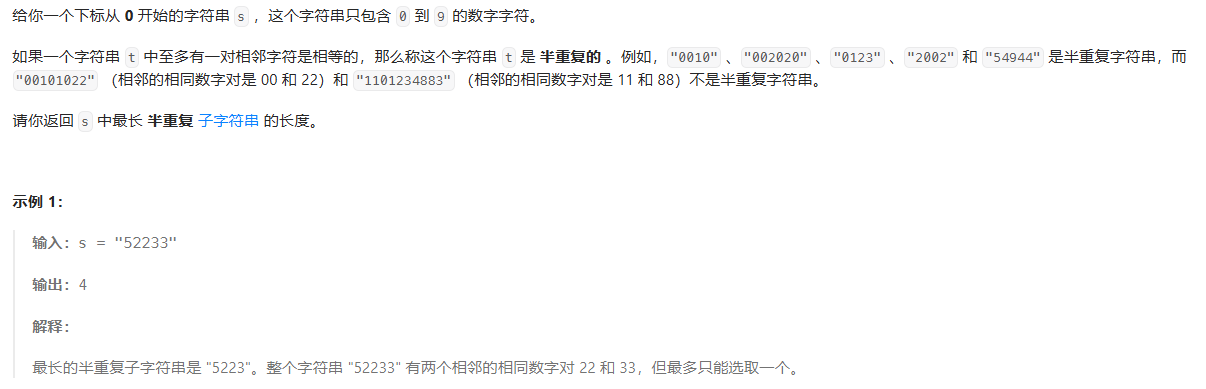 给你一个下标从 0 开始的字符串 s ，这个字符串只包含 0 到 9 的数字字符。
如果一个字符串 t 中至多有一对相邻字符是相等的，那么称这个字符串 t 是 半重复的 。例如，"0010" 、"002020" 、"0123" 、"2002" 和 "54944" 是半重复字符串，而
"00101022" （相邻的相同数字对是 00 和 22）和 "1101234883" （相邻的相同数字对是 11 和 88）不是半重复字符串。
请你返回 s 中最长 半重复 子字符串 的长度。
示例 1：
输入：s = "52233"
输出：4
解释：
最长的半重复子字符串是 "5223"。整个字符串 "52233" 有两个相邻的相同数字对 22 和 33，但最多只能选取一个。